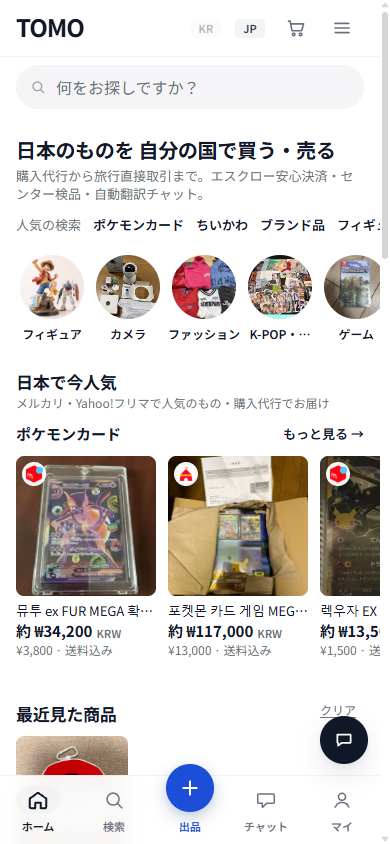 TOMO
KR
JP
何をお探しですか？
日本のものを 自分の国で買う・売る
購入代行から旅行直接取引まで。エスクロー安心決済・セ
ンター検品・自動翻訳チャット。
人気の検索 ポケモンカード ちいかわ ブランド品 フィギュ
フィギュア カメラ ファッション K-POP・… ゲーム
日本で今人気
メルカリ・Yahoo!フリマで人気のもの・購入代行でお届け
ポケモンカード
もっと見る →
뮤투 ex FUR MEGA 확…
約 ₩34,200 KRW
¥3,800 · 送料込み
포켓몬 카드 게임 MEG…
約 ₩117,000 KRW
¥13,000 · 送料込み
렉우자 EX
約 ₩13,5
¥1,500 · 送
最近見た商品
クリア
ホーム 検索 出品 チャット マイ